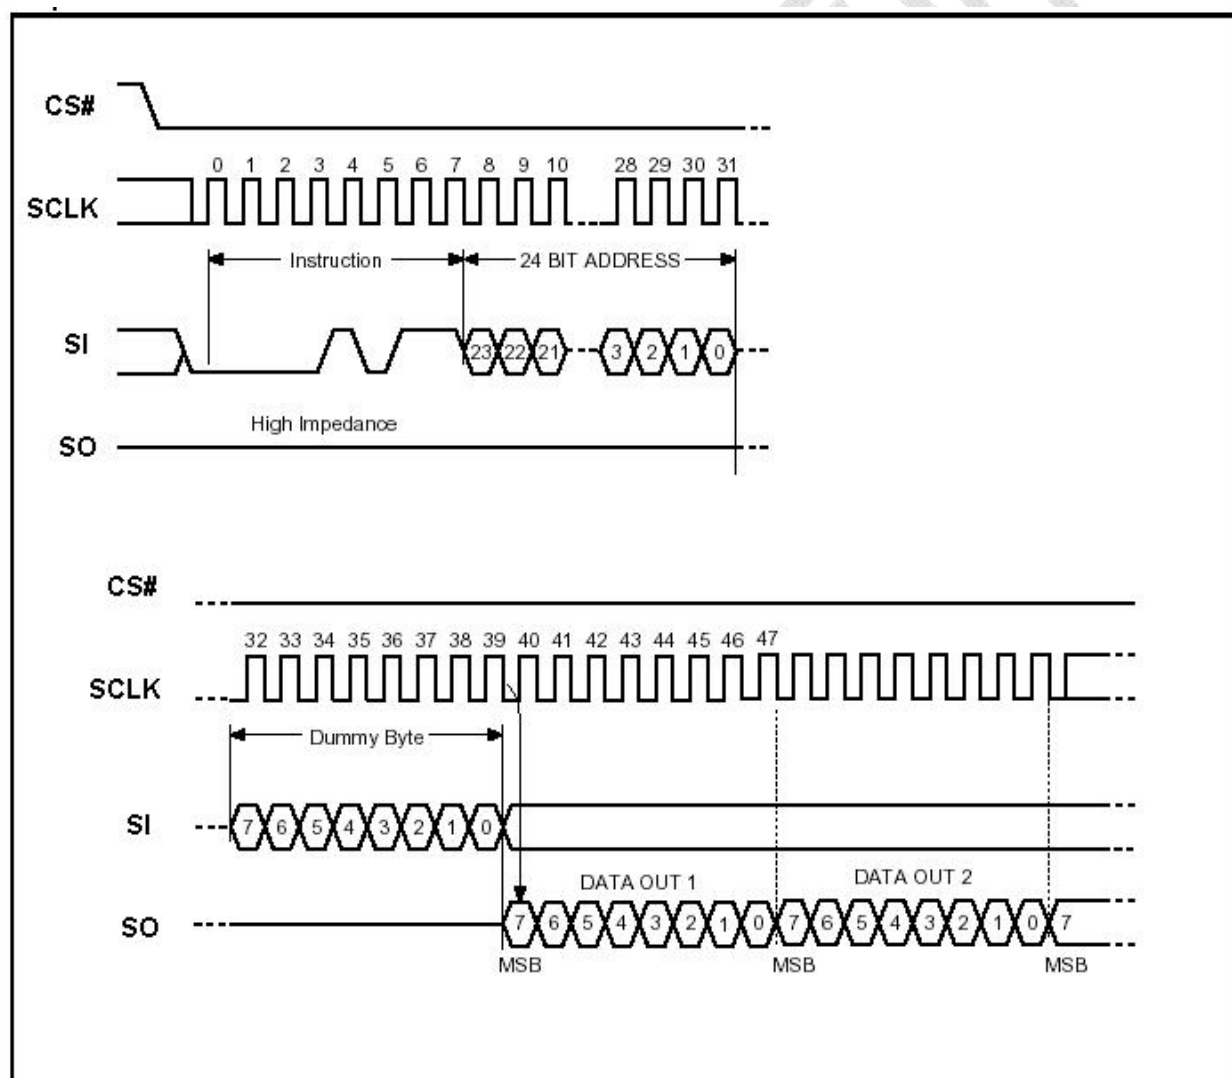 CS#
0 1 2 3 4 5 6 7 8 9 10 28 29 30 31
SCLK
Instruction 24 BIT ADDRESS
SI 23 22 21 3 2 1 0
High Impedance
SO
CS#
32 33 34 35 36 37 38 39 40 41 42 43 44 45 46 47
SCLK
Dummy Byte
SI 7 6 5 4 3 2 1 0
DATA OUT 1 DATA OUT 2
SO 7 6 5 4 3 2 1 0 7 6 5 4 3 2 1 0 7
MSB MSB MSB